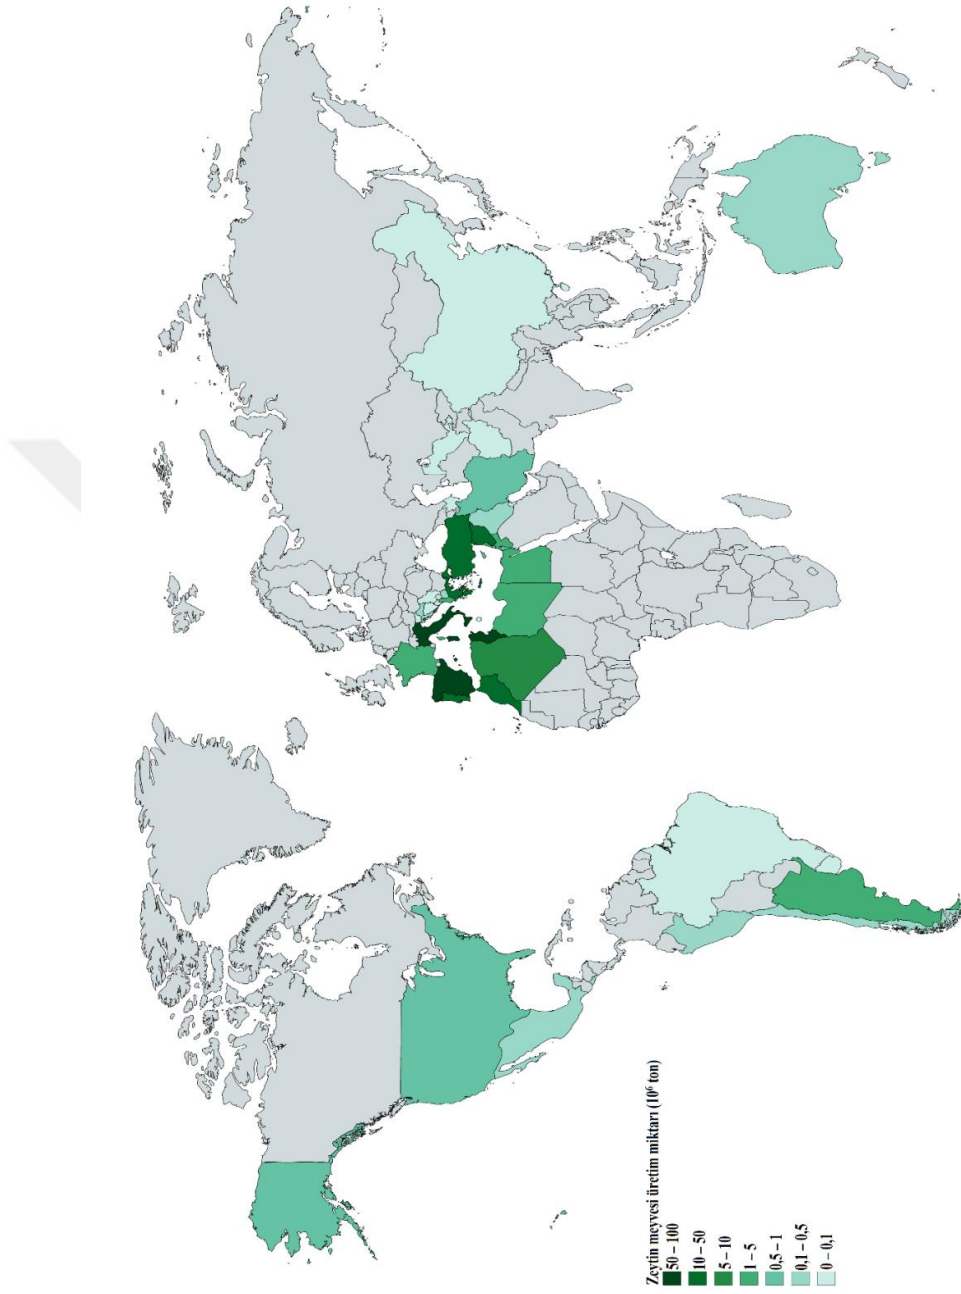 Zeytin meyvesi üretim miktarı (10⁶ ton)
50 – 100
10 – 50
5 – 10
1 – 5
0,5 – 1
0,1 – 0,5
0 – 0,1